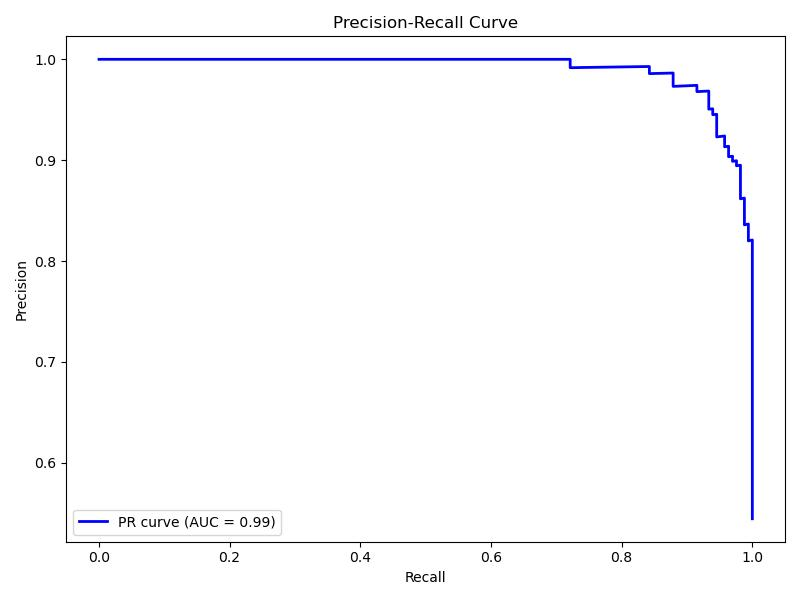 Precision-Recall Curve
1.0
0.9
0.8
0.7
0.6
Precision
PR curve (AUC = 0.99)
0.0 0.2 0.4 0.6 0.8 1.0
Recall